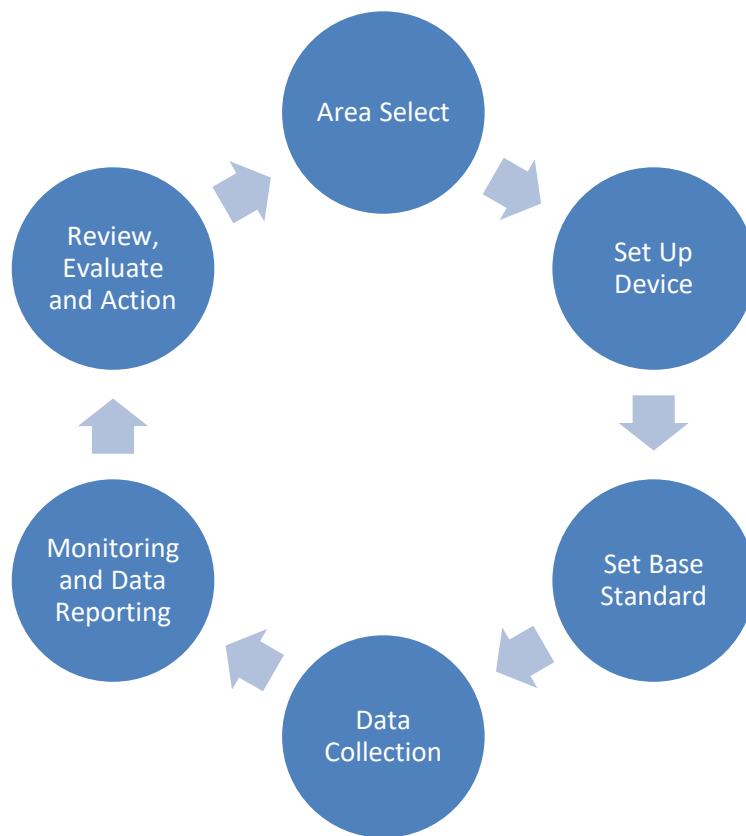 Area Select
Set Up
Device
Set Base
Standard
Data
Collection
Monitoring
and Data
Reporting
Review,
Evaluate
and Action